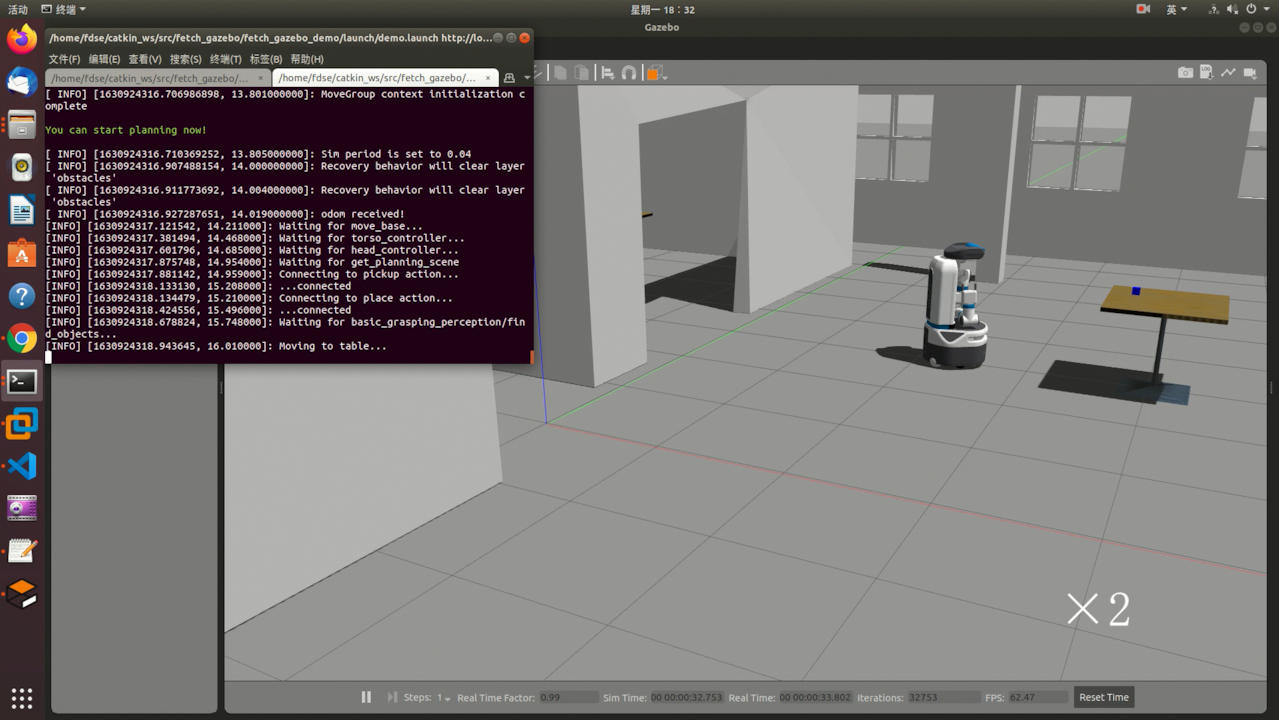 活动
终端
星期一 18：32
英
Gazebo
/home/fdse/catkin_ws/src/fetch_gazebo/fetch_gazebo_demo/launch/demo.launch http://lo...
文件(F) 编辑(E) 查看(V) 搜索(S) 终端(T) 标签(B) 帮助(H)
/home/fdse/catkin_ws/src/fetch_gazebo/...
/home/fdse/catkin_ws/src/fetch_gazebo/...
[ INFO] [1630924316.706986898, 13.801000000]: MoveGroup context initialization c
omplete
You can start planning now!
[ INFO] [1630924316.710369252, 13.805000000]: Sim period is set to 0.04
[ INFO] [1630924316.907488154, 14.000000000]: Recovery behavior will clear layer
'obstacles'
[ INFO] [1630924316.911773692, 14.004000000]: Recovery behavior will clear layer
'obstacles'
[ INFO] [1630924316.927287651, 14.019000000]: odom received!
[INFO] [1630924317.121542, 14.211000]: Waiting for move_base...
[INFO] [1630924317.381494, 14.468000]: Waiting for torso_controller...
[INFO] [1630924317.601796, 14.685000]: Waiting for head_controller...
[INFO] [1630924317.875748, 14.954000]: Waiting for get_planning_scene
[INFO] [1630924317.881142, 14.959000]: Connecting to pickup action...
[INFO] [1630924318.133130, 15.208000]: ...connected
[INFO] [1630924318.134479, 15.210000]: Connecting to place action...
[INFO] [1630924318.424556, 15.496000]: ...connected
[INFO] [1630924318.678824, 15.748000]: Waiting for basic_grasping_perception/fin
d_objects...
[INFO] [1630924318.943645, 16.010000]: Moving to table...
LOG
×2
Steps: 1 Real Time Factor: 0.99 Sim Time: 00 00:00:32.753 Real Time: 00 00:00:33.802 Iterations: 32753 FPS: 62.47 Reset Time